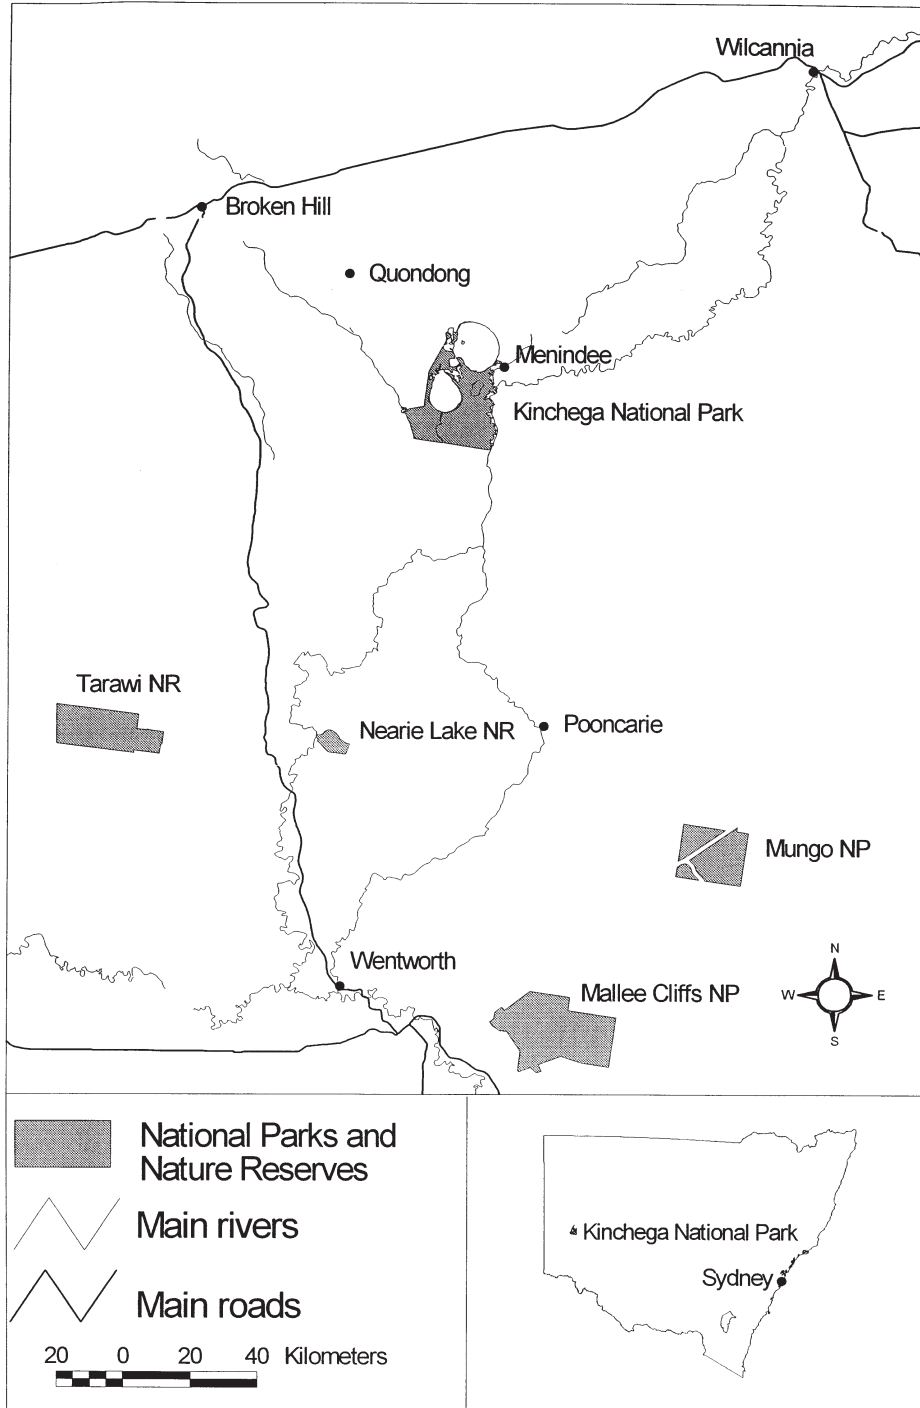 Wilcannia
Broken Hill
Quondong
Menindee
Kinchega National Park
Tarawi NR
Nearie Lake NR
Pooncarie
Mungo NP
Wentworth
Mallee Cliffs NP
N
W E
S
National Parks and
Nature Reserves
Main rivers
Main roads
20 0 20 40 Kilometers
Kinchega National Park
Sydney